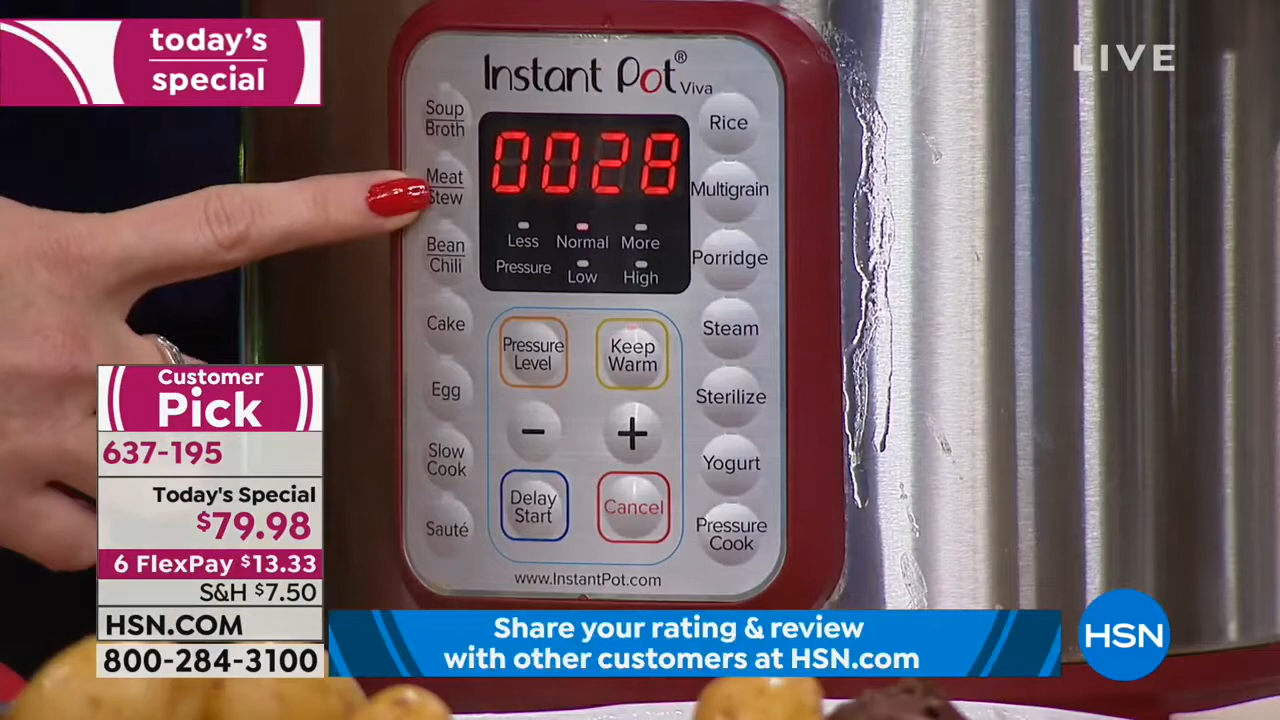 today's
special
LIVE
Instant Pot® Viva
0028
Less Normal More
Pressure Low High
Soup
Broth
Meat
Stew
Bean
Chili
Cake
Egg
Slow
Cook
Sauté
Pressure
Level
Keep
Warm
-
+
Delay
Start
Cancel
Rice
Multigrain
Porridge
Steam
Sterilize
Yogurt
Pressure
Cook
www.InstantPot.com
Customer
Pick
637-195
Today's Special
$79.98
6 FlexPay $13.33
S&H $7.50
HSN.COM
800-284-3100
Share your rating & review
with other customers at HSN.com
HSN